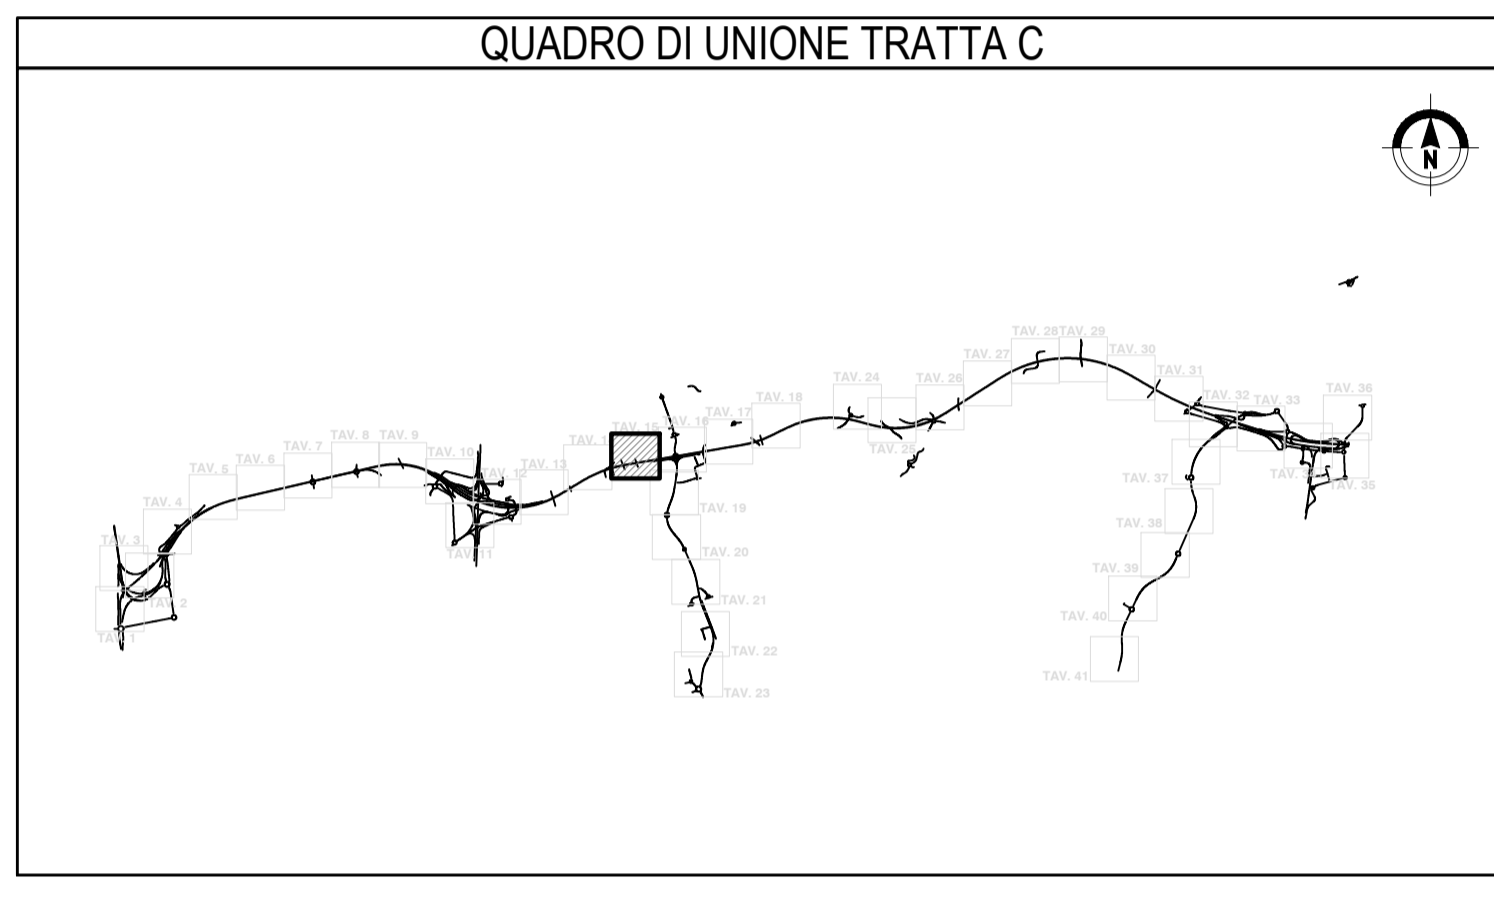 QUADRO DI UNIONE TRATTA C
N
TAV. 28 TAV. 29
TAV. 30
TAV. 27
TAV. 31
TAV. 24
TAV. 26
TAV. 36
TAV. 18
TAV. 32
TAV. 33
TAV. 17
TAV. 15
TAV. 16
TAV. 8
TAV. 9
TAV. 7
TAV. 25
TAV. 6
TAV. 10
TAV. 5
TAV. 13
TAV. 12
TAV. 37
TAV. 35
TAV. 4
TAV. 19
TAV. 38
TAV. 3
TAV. 11
TAV. 20
TAV. 39
TAV. 2
TAV. 21
TAV. 40
TAV. 1
TAV. 22
TAV. 41
TAV. 23